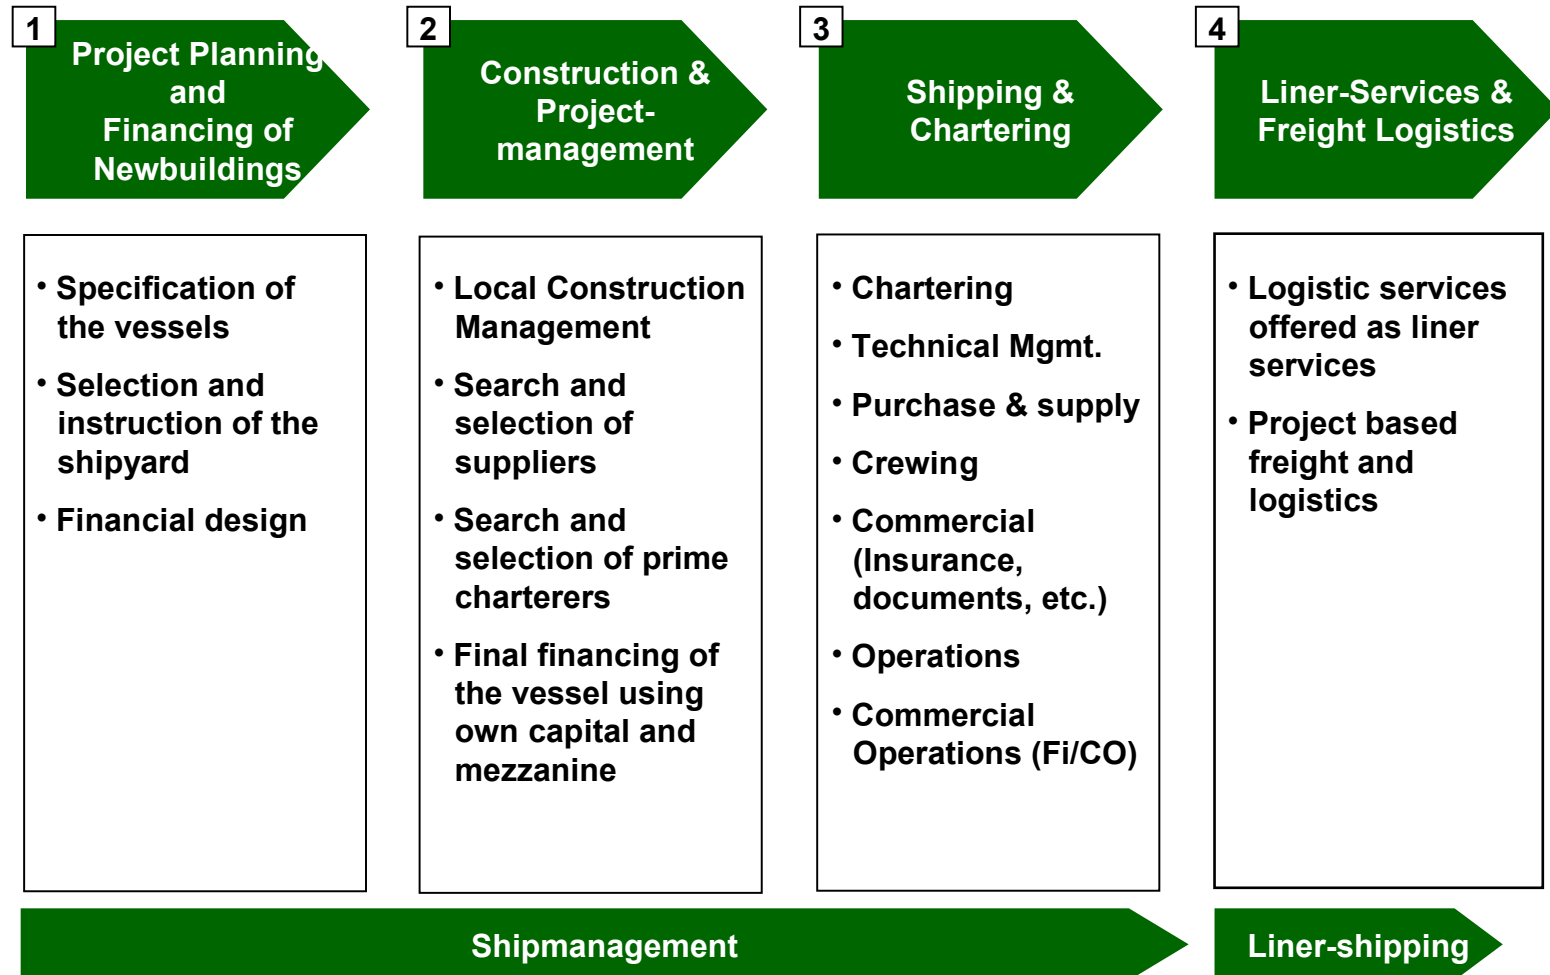 1
Project Planning
and
Financing of
Newbuildings
2
Construction &
Project-
management
3
Shipping &
Chartering
4
Liner-Services &
Freight Logistics
• Specification of
the vessels
• Selection and
instruction of the
shipyard
• Financial design
• Local Construction
Management
• Search and
selection of
suppliers
• Search and
selection of prime
charterers
• Final financing of
the vessel using
own capital and
mezzanine
• Chartering
• Technical Mgmt.
• Purchase & supply
• Crewing
• Commercial
(Insurance,
documents, etc.)
• Operations
• Commercial
Operations (Fi/CO)
• Logistic services
offered as liner
services
• Project based
freight and
logistics
Shipmanagement
Liner-shipping